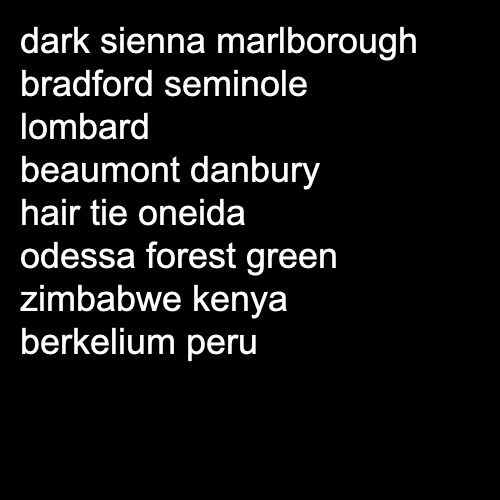 dark sienna marlborough
bradford seminole
lombard
beaumont danbury
hair tie oneida
odessa forest green
zimbabwe kenya
berkelium peru